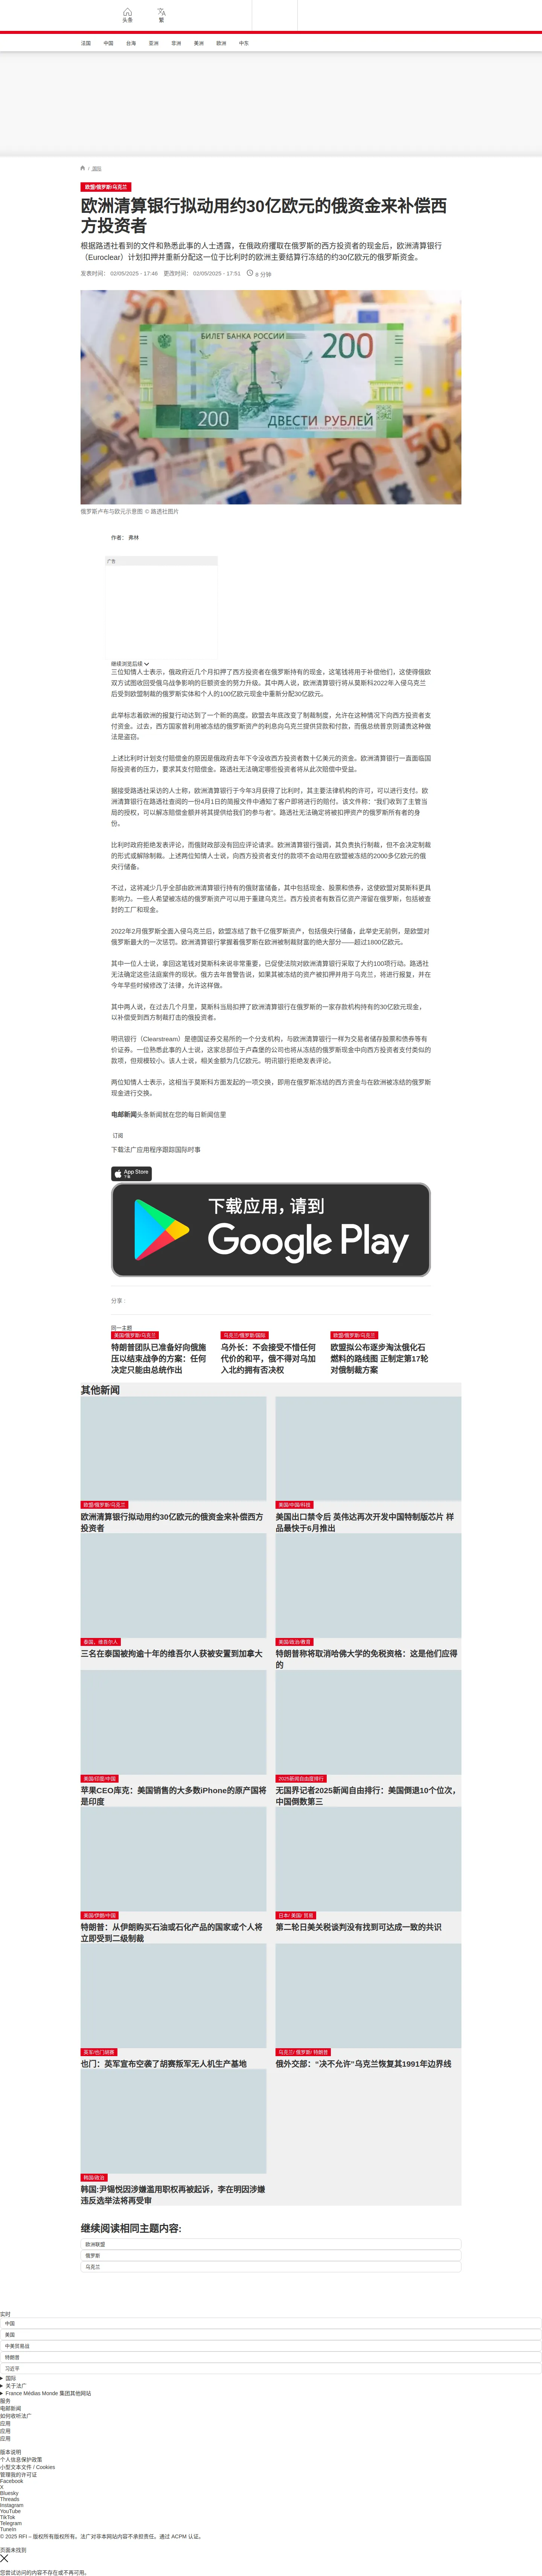 头条
繁
法国
中国
台海
亚洲
非洲
美洲
欧洲
中东
/ 国际
欧盟/俄罗斯/乌克兰
欧洲清算银行拟动用约30亿欧元的俄资金来补偿西
方投资者
根据路透社看到的文件和熟悉此事的人士透露，在俄政府攫取在俄罗斯的西方投资者的现金后，欧洲清算银行
（Euroclear）计划扣押并重新分配这一位于比利时的欧洲主要结算行冻结的约30亿欧元的俄罗斯资金。
发表时间： 02/05/2025 - 17:46 更改时间： 02/05/2025 - 17:51 8 分钟
БИЛЕТ БАНКА РОССИИ
200
200
ДВЕСТИ РУБЛЕЙ
俄罗斯卢布与欧元示意图 © 路透社图片
作者： 弗林
广告
继续浏览后续
三位知情人士表示，俄政府近几个月扣押了西方投资者在俄罗斯持有的现金，这笔钱将用于补偿他们，这使得俄欧
双方试图收回受俄乌战争影响的巨额资金的努力升级。其中两人说，欧洲清算银行将从莫斯科2022年入侵乌克兰
后受到欧盟制裁的俄罗斯实体和个人的100亿欧元现金中重新分配30亿欧元。
此举标志着欧洲的报复行动达到了一个新的高度。欧盟去年底改变了制裁制度，允许在这种情况下向西方投资者支
付资金。过去，西方国家曾利用被冻结的俄罗斯资产的利息向乌克兰提供贷款和付款，而俄总统普京则谴责这种做
法是盗窃。
上述比利时计划支付赔偿金的原因是俄政府去年下令没收西方投资者数十亿美元的资金。欧洲清算银行一直面临国
际投资者的压力，要求其支付赔偿金。路透社无法确定哪些投资者将从此次赔偿中受益。
据接受路透社采访的人士称，欧洲清算银行于今年3月获得了比利时，其主要法律机构的许可，可以进行支付。欧
洲清算银行在路透社查阅的一份4月1日的简报文件中通知了客户即将进行的赔付。该文件称：“我们收到了主管当
局的授权，可以解冻赔偿金额并将其提供给我们的参与者”。路透社无法确定将被扣押资产的俄罗斯所有者的身
份。
比利时政府拒绝发表评论，而俄财政部没有回应评论请求。欧洲清算银行强调，其负责执行制裁，但不会决定制裁
的形式或解除制裁。上述两位知情人士说，向西方投资者支付的款项不会动用在欧盟被冻结的2000多亿欧元的俄
央行储备。
不过，这将减少几乎全部由欧洲清算银行持有的俄财富储备，其中包括现金、股票和债券，这使欧盟对莫斯科更具
影响力。一些人希望被冻结的俄罗斯资产可以用于重建乌克兰。西方投资者有数百亿资产滞留在俄罗斯，包括被查
封的工厂和现金。
2022年2月俄罗斯全面入侵乌克兰后，欧盟冻结了数千亿俄罗斯资产，包括俄央行储备，此举史无前例，是欧盟对
俄罗斯最大的一次惩罚。欧洲清算银行掌握着俄罗斯在欧洲被制裁财富的绝大部分——超过1800亿欧元。
其中一位人士说，拿回这笔钱对莫斯科来说非常重要，已促使法院对欧洲清算银行采取了大约100项行动。路透社
无法确定这些法庭案件的现状。俄方去年曾警告说，如果其被冻结的资产被扣押并用于乌克兰，将进行报复，并在
今年早些时候修改了法律，允许这样做。
其中两人说，在过去几个月里，莫斯科当局扣押了欧洲清算银行在俄罗斯的一家存款机构持有的30亿欧元现金，
以补偿受到西方制裁打击的俄投资者。
明讯银行（Clearstream）是德国证券交易所的一个分支机构，与欧洲清算银行一样为交易者储存股票和债券等有
价证券。一位熟悉此事的人士说，这家总部位于卢森堡的公司也从冻结的俄罗斯现金中向西方投资者支付类似的
款项，但规模较小。该人士说，相关金额为几亿欧元。明讯银行拒绝发表评论。
两位知情人士表示，这相当于莫斯科方面发起的一项交换，即用在俄罗斯冻结的西方资金与在欧洲被冻结的俄罗斯
现金进行交换。
电邮新闻头条新闻就在您的每日新闻信里
订阅
下载法广应用程序跟踪国际时事
App Store
下载
下载应用，请到
Google Play
分享 :
同一主题
美国/俄罗斯/乌克兰
特朗普团队已准备好向俄施
压以结束战争的方案：任何
决定只能由总统作出
乌克兰/俄罗斯/国际
乌外长：不会接受不惜任何
代价的和平，俄不得对乌加
入北约拥有否决权
欧盟/俄罗斯/乌克兰
欧盟拟公布逐步淘汰俄化石
燃料的路线图 正制定第17轮
对俄制裁方案
其他新闻
欧盟/俄罗斯/乌克兰
欧洲清算银行拟动用约30亿欧元的俄资金来补偿西方
投资者
美国/中国/科技
美国出口禁令后 英伟达再次开发中国特制版芯片 样
品最快于6月推出
泰国，维吾尔人
三名在泰国被拘逾十年的维吾尔人获被安置到加拿大
美国/政治/教育
特朗普称将取消哈佛大学的免税资格：这是他们应得
的
美国/印度/中国
苹果CEO库克：美国销售的大多数iPhone的原产国将
是印度
2025新闻自由度排行
无国界记者2025新闻自由排行：美国倒退10个位次，
中国倒数第三
美国/伊朗/中国
特朗普：从伊朗购买石油或石化产品的国家或个人将
立即受到二级制裁
日本/ 美国/ 贸易
第二轮日美关税谈判没有找到可达成一致的共识
英军/也门胡赛
也门：英军宣布空袭了胡赛叛军无人机生产基地
乌克兰/ 俄罗斯/ 特朗普
俄外交部：“决不允许”乌克兰恢复其1991年边界线
韩国/政治
韩国:尹锡悦因涉嫌滥用职权再被起诉，李在明因涉嫌
违反选举法将再受审
继续阅读相同主题内容:
欧洲联盟
俄罗斯
乌克兰
实时
中国
美国
中美贸易战
特朗普
习近平
国际
关于法广
France Médias Monde 集团其他网站
服务
电邮新闻
如何收听法广
应用
应用
应用
版本说明
个人信息保护政策
小型文本文件 / Cookies
管理我的许可证
Facebook
X
Bluesky
Threads
Instagram
YouTube
TikTok
Telegram
TuneIn
© 2025 RFI – 版权所有版权所有。法广对非本网站内容不承担责任。通过 ACPM 认证。
页面未找到
您尝试访问的内容不存在或不再可用。